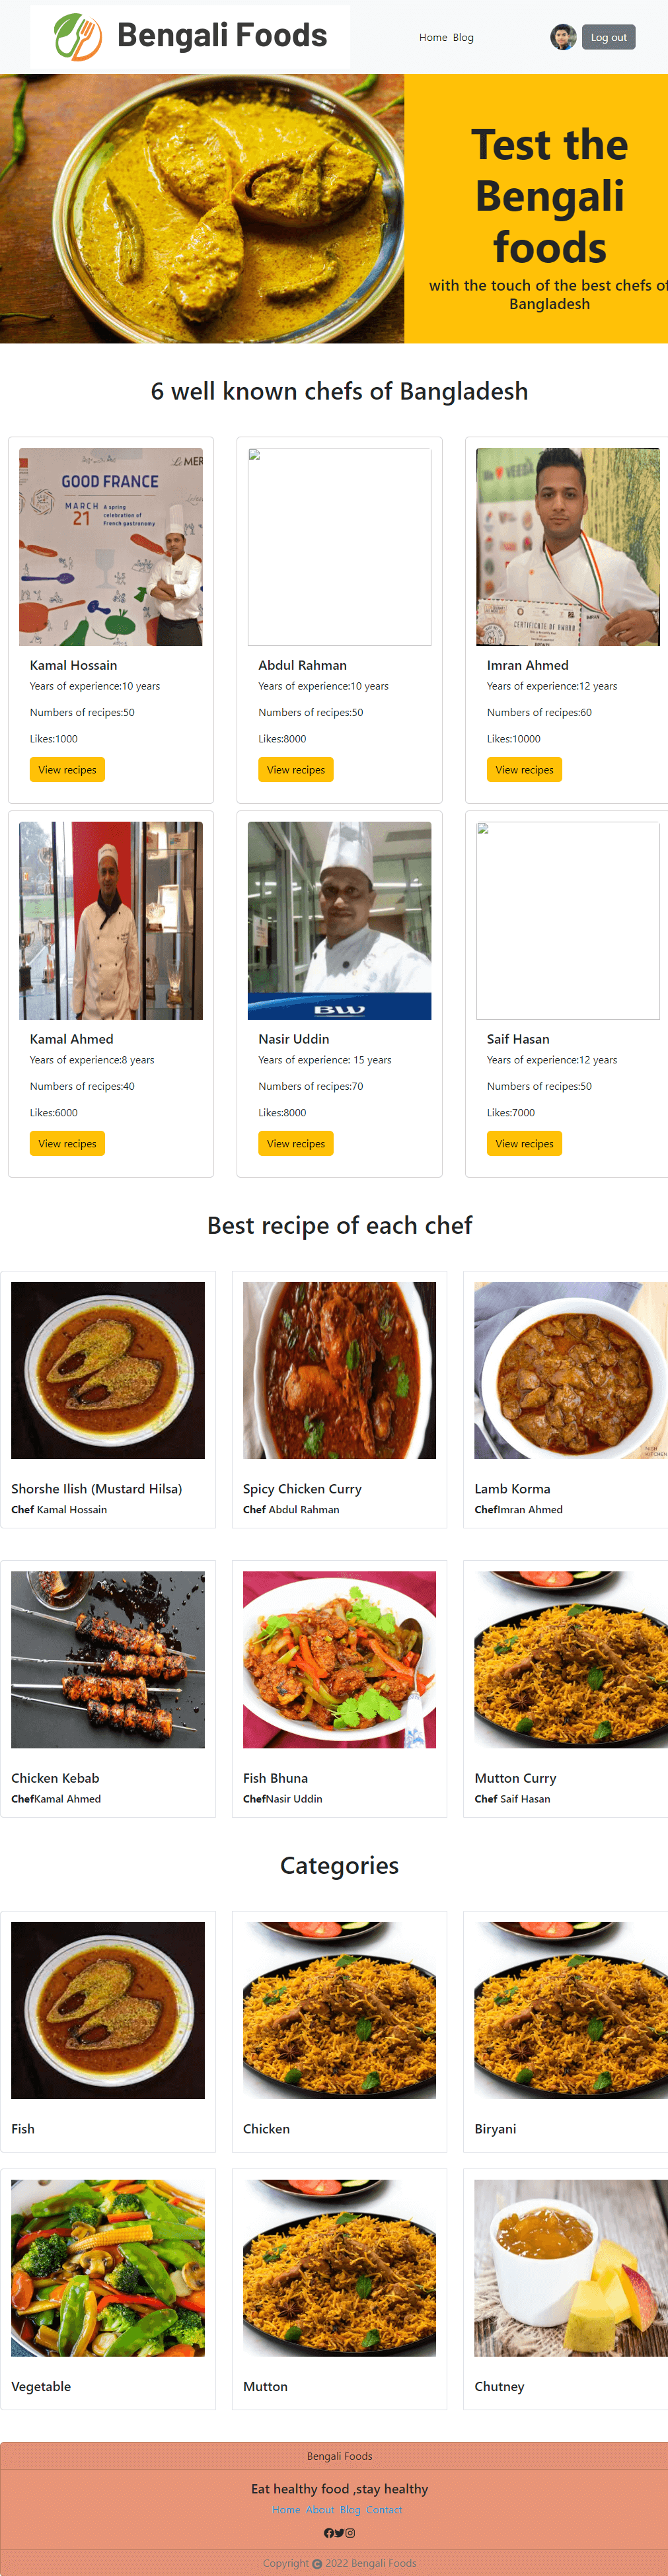 Bengali Foods
Home Blog
Log out
Test the
Bengali
foods
with the touch of the best chefs of
Bangladesh
6 well known chefs of Bangladesh
Le MER
GOOD FRANCE
MARCH
21
A spring
celebration of
French gastronomy
CERTIFICATE OF AWARD
Kamal Hossain
Years of experience:10 years
Numbers of recipes:50
Likes:1000
View recipes
Abdul Rahman
Years of experience:10 years
Numbers of recipes:50
Likes:8000
View recipes
Imran Ahmed
Years of experience:12 years
Numbers of recipes:60
Likes:10000
View recipes
BW
Kamal Ahmed
Years of experience:8 years
Numbers of recipes:40
Likes:6000
View recipes
Nasir Uddin
Years of experience: 15 years
Numbers of recipes:70
Likes:8000
View recipes
Saif Hasan
Years of experience:12 years
Numbers of recipes:50
Likes:7000
View recipes
Best recipe of each chef
Shorshe Ilish (Mustard Hilsa)
Chef Kamal Hossain
Spicy Chicken Curry
Chef Abdul Rahman
Lamb Korma
ChefImran Ahmed
Chicken Kebab
ChefKamal Ahmed
Fish Bhuna
ChefNasir Uddin
Mutton Curry
Chef Saif Hasan
Categories
Fish
Chicken
Biryani
Vegetable
Mutton
Chutney
Bengali Foods
Eat healthy food ,stay healthy
Home About Blog Contact
Copyright © 2022 Bengali Foods